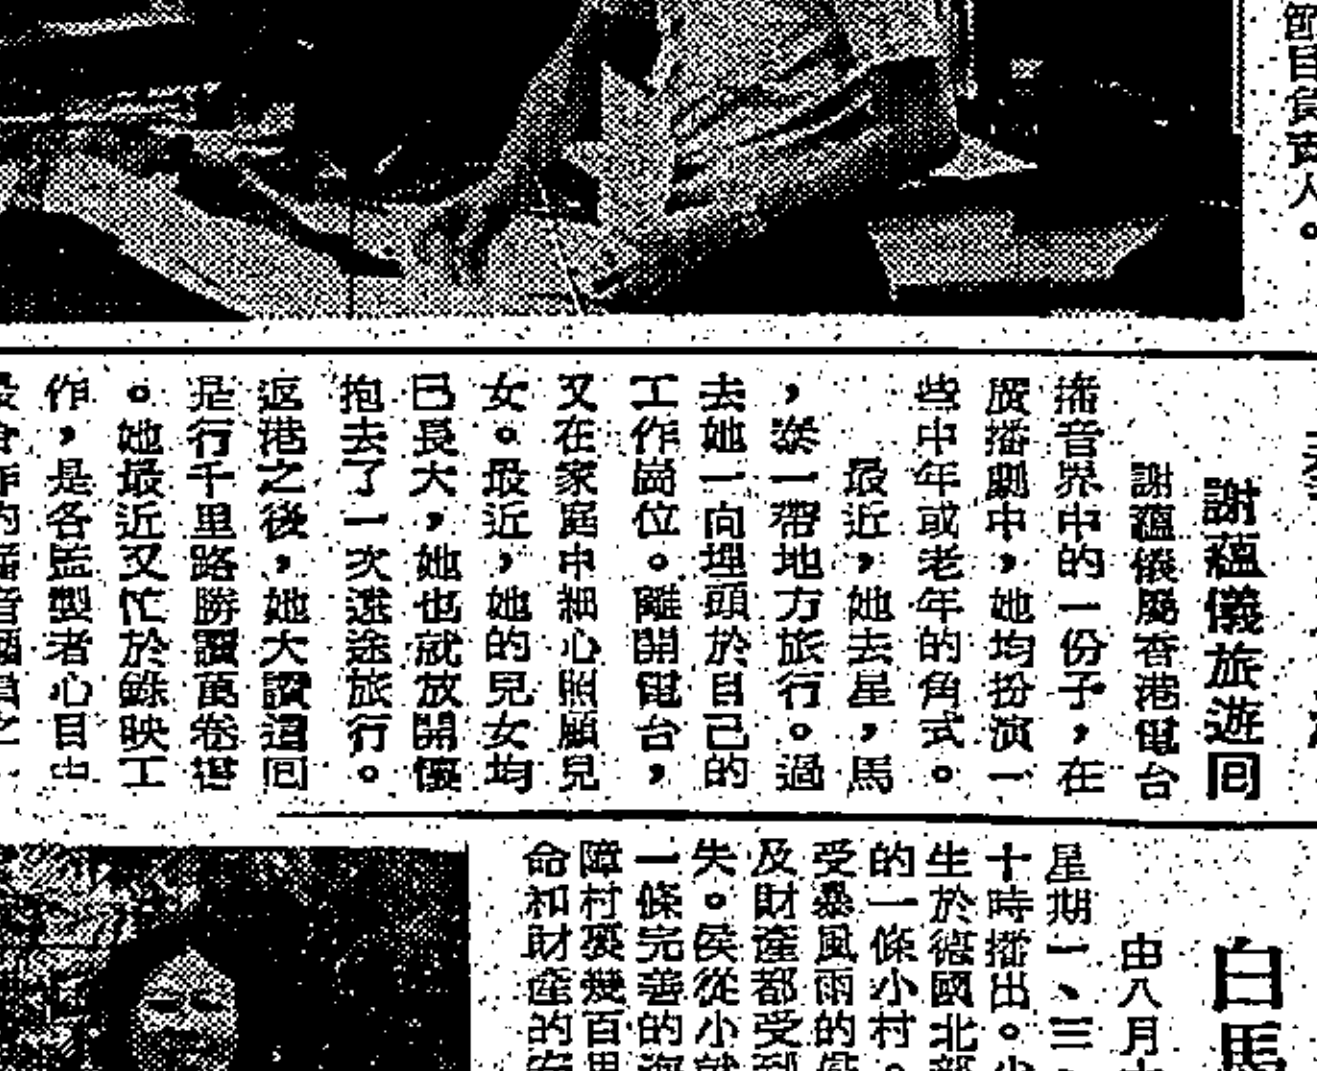 節目負責人。
謝蘊儀旅遊回
謝蘊儀屬香港電台
播音界中的一份子,在
廣播劇中,她均扮演一
些中年或老年的角式。
最近,她去星,馬
,泰一帶地方旅行。過
去她一向埋頭於自己的
工作崗位。離開電台,
又在家庭中細心照顧兒
女。最近,她的兒女均
已長大,她也就放開懷
抱去了一次遠途旅行。
返港之後,她大讚這回
是行千里路勝讀萬卷書
。她最近又忙於錄映工
作,是各監製者心目中
白馬
由八月
星期一、三、
十時播出。
生於德國北部
的一條小村。
受暴風雨的
及財產都受到
失。侯從小就
一條完善的海
障村裏幾百
命和財產的安